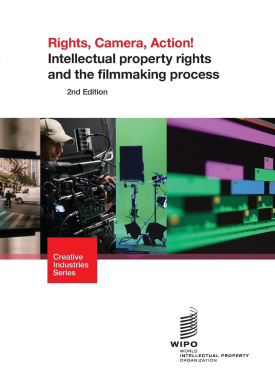 Rights, Camera, Action!
Intellectual property rights
and the filmmaking process
2nd Edition
Creative
Industries
Series
WIPO
WORLD
INTELLECTUAL PROPERTY
ORGANIZATION